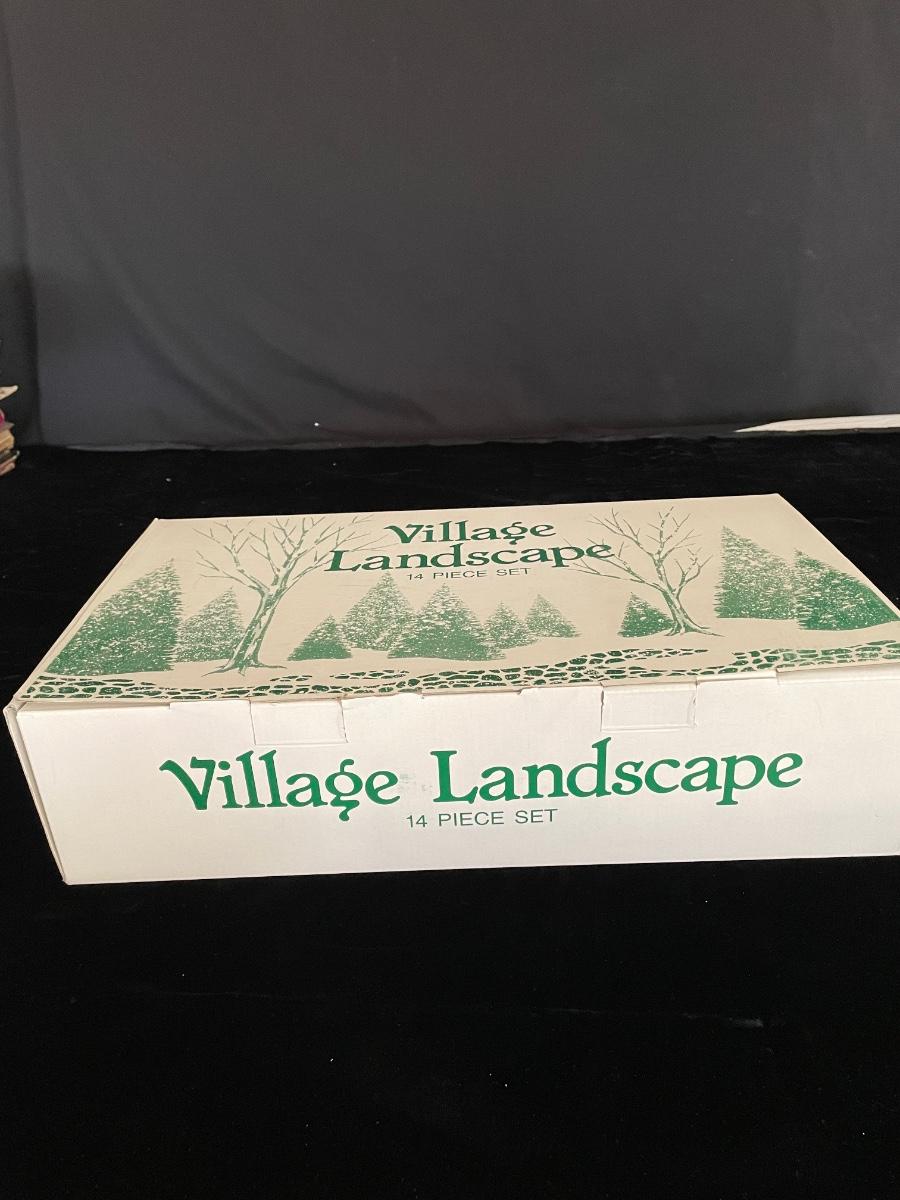 Village
Landscape
14 PIECE SET
Village Landscape
14 PIECE SET